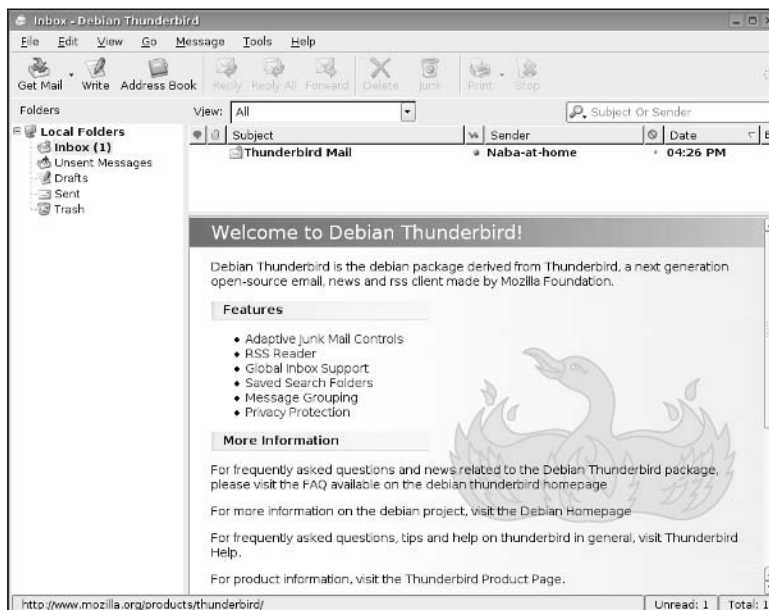 Inbox - Debian Thunderbird
File Edit View Go Message Tools Help
Get Mail Write Address Book Reply Reply All Forward Delete Junk Print Stop
Folders
View: All
Subject Or Sender
Local Folders
Inbox (1)
Unsent Messages
Drafts
Sent
Trash
Subject Sender Date
Thunderbird Mail Naba-at-home 04:26 PM
Welcome to Debian Thunderbird!
Debian Thunderbird is the debian package derived from Thunderbird, a next generation
open-source email, news and rss client made by Mozilla Foundation.
Features
Adaptive Junk Mail Controls
RSS Reader
Global Inbox Support
Saved Search Folders
Message Grouping
Privacy Protection
More Information
For frequently asked questions and news related to the Debian Thunderbird package,
please visit the FAQ available on the debian thunderbird homepage
For more information on the debian project, visit the Debian Homepage
For frequently asked questions, tips and help on thunderbird in general, visit Thunderbird
Help.
For product information, visit the Thunderbird Product Page.
http://www.mozilla.org/products/thunderbird/ Unread: 1 Total: 1